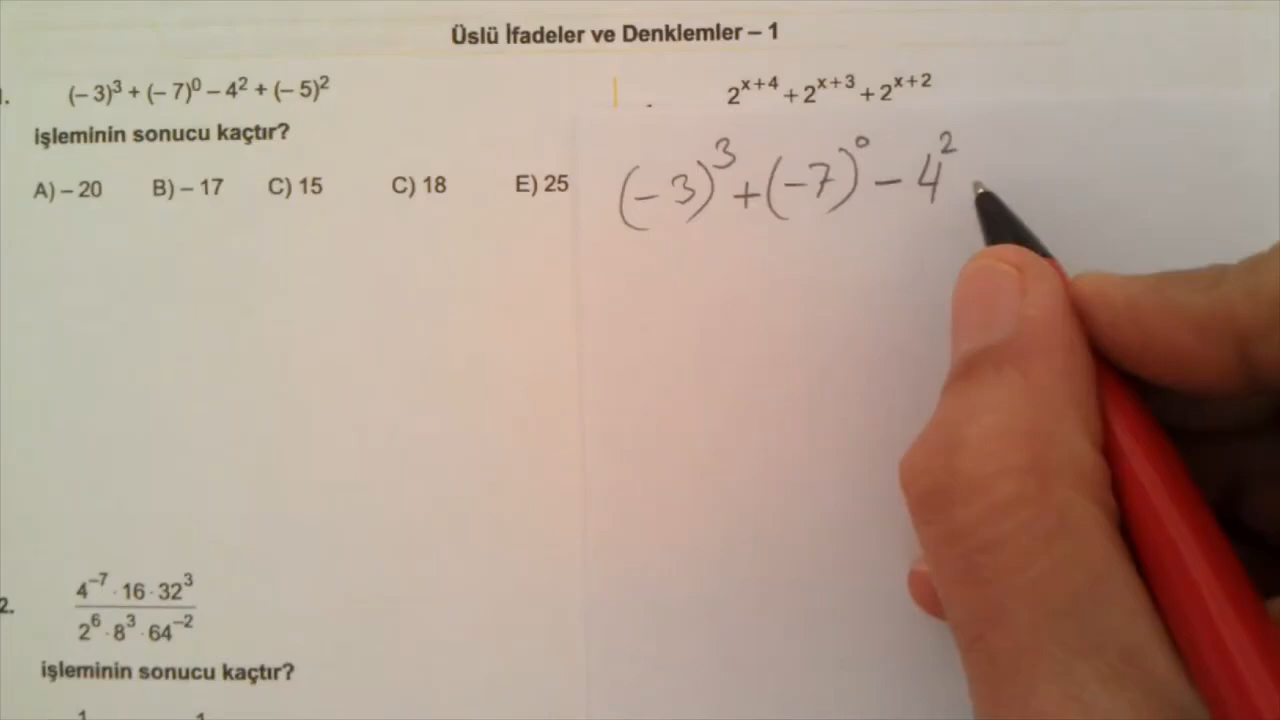 Üslü İfadeler ve Denklemler – 1
1. (– 3)³ + (– 7)⁰ – 4² + (– 5)²
işleminin sonucu kaçtır?
A) – 20 B) – 17 C) 15 C) 18 E) 25
2ˣ⁺⁴ + 2ˣ⁺³ + 2ˣ⁺²
(–3)³ + (–7)⁰ – 4²
2. 4⁻⁷ · 16 · 32³
2⁶ · 8³ · 64⁻²
işleminin sonucu kaçtır?